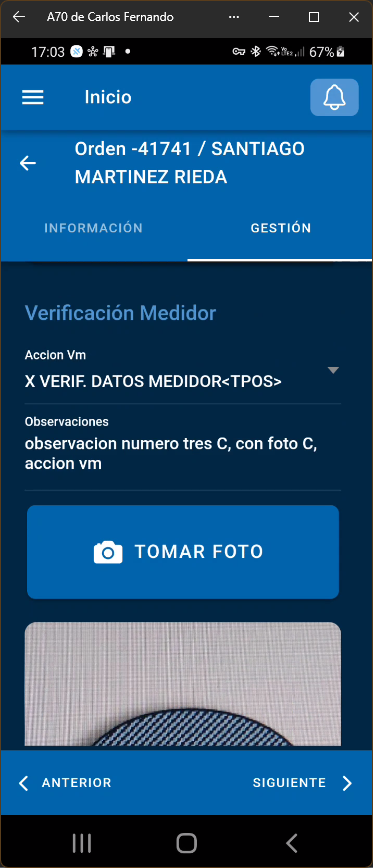 A70 de Carlos Fernando
17:03
67%
Inicio
Orden -41741 / SANTIAGO
MARTINEZ RIEDA
INFORMACIÓN
GESTIÓN
Verificación Medidor
Accion Vm
X VERIF. DATOS MEDIDOR<TPOS>
Observaciones
observacion numero tres C, con foto C,
accion vm
TOMAR FOTO
ANTERIOR
SIGUIENTE